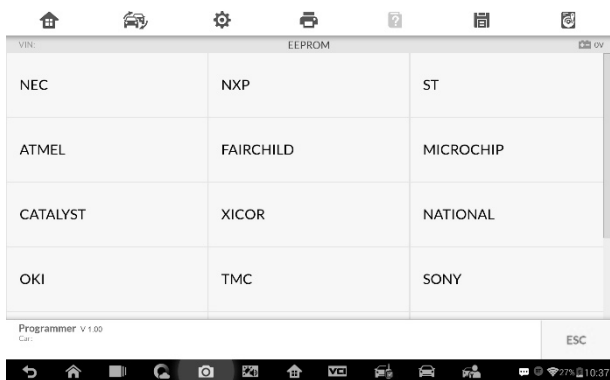 VIN: EEPROM 0V
NEC NXP ST
ATMEL FAIRCHILD MICROCHIP
CATALYST XICOR NATIONAL
OKI TMC SONY
Programmer V 1.00
Car: ESC
27% 10:37